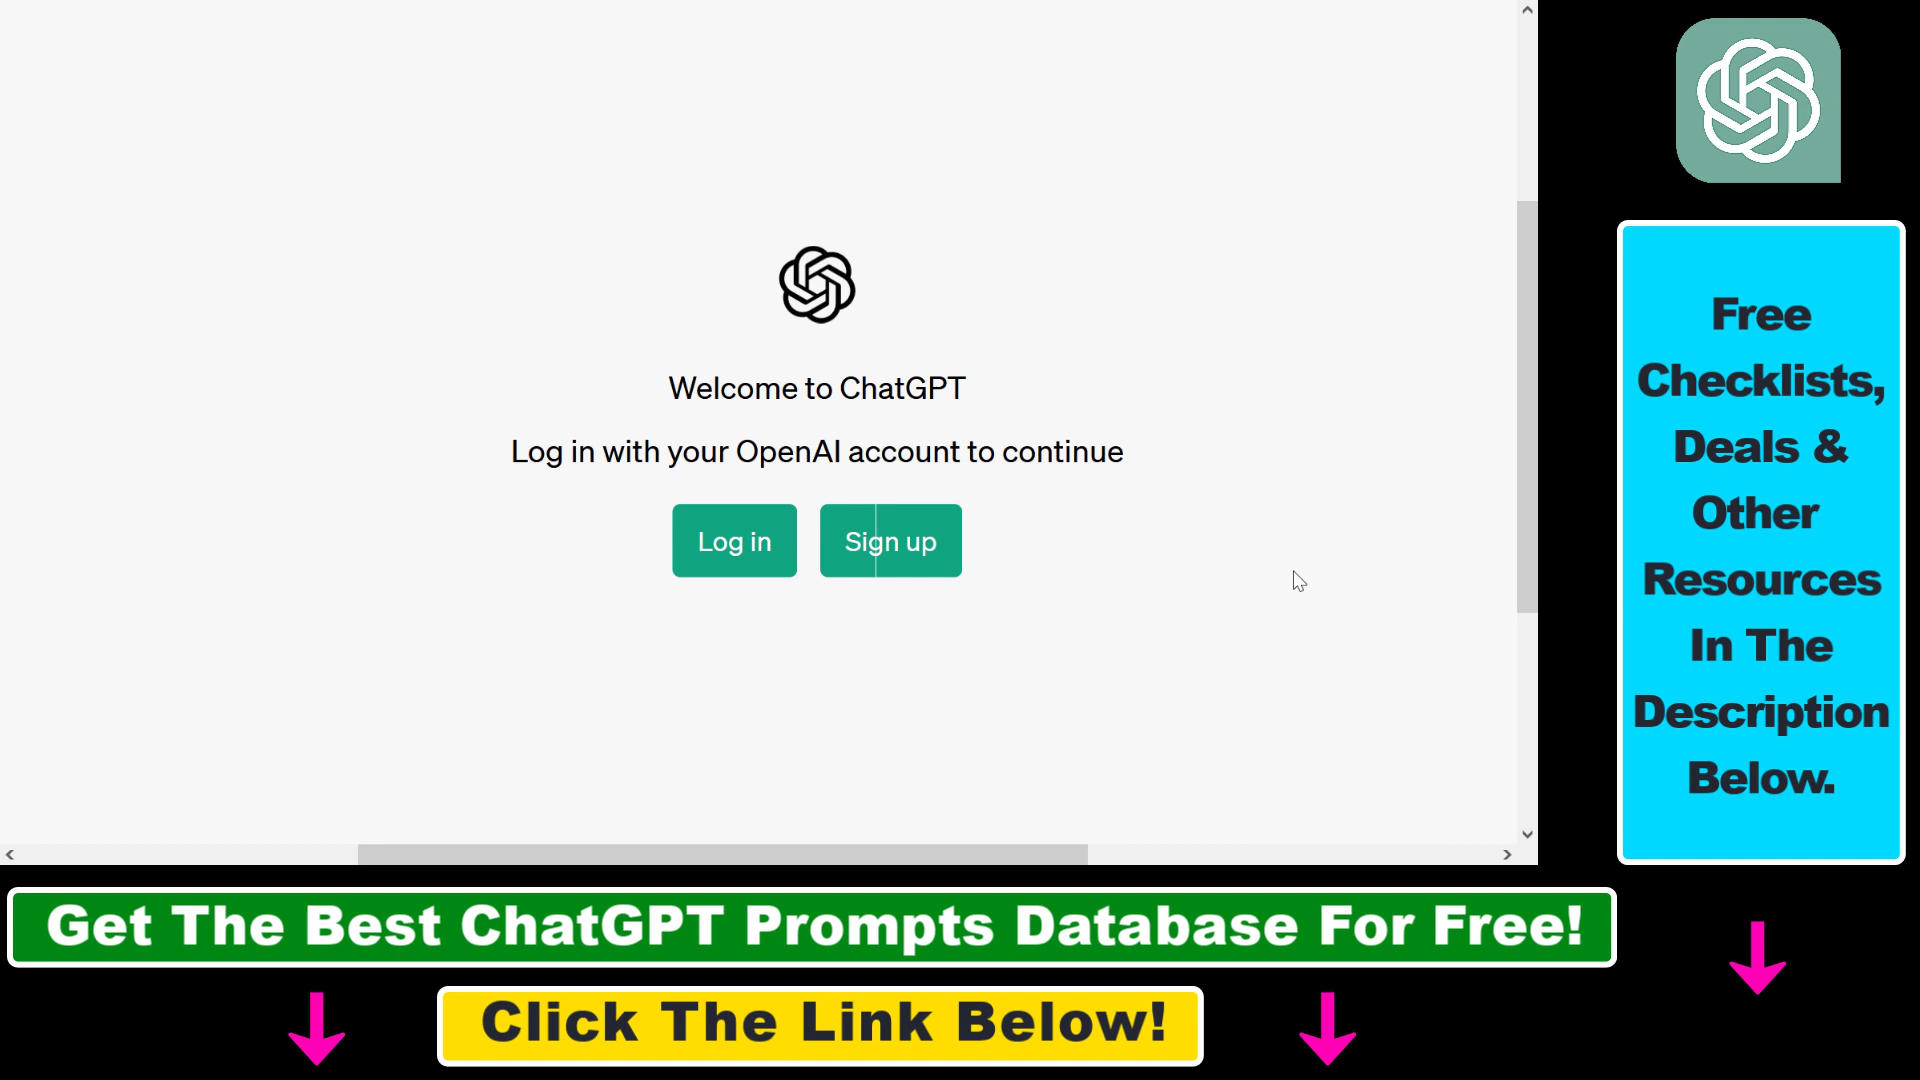 Welcome to ChatGPT
Log in with your OpenAI account to continue
Log in
Sign up
Free
Checklists,
Deals &
Other
Resources
In The
Description
Below.
Get The Best ChatGPT Prompts Database For Free!
Click The Link Below!